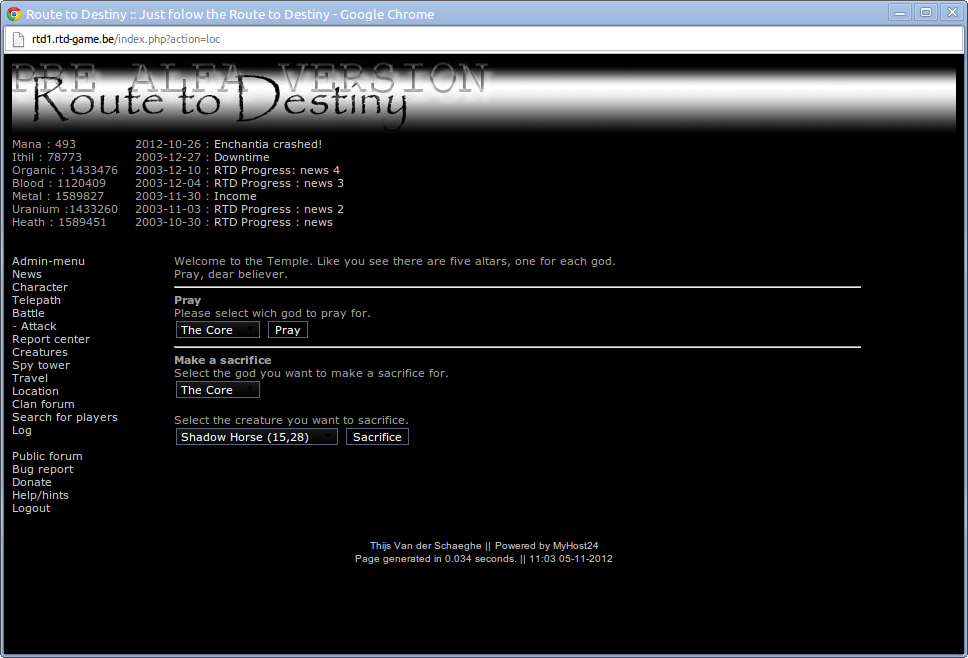 Route to Destiny :: Just folow the Route to Destiny - Google Chrome
rtd1.rtd-game.be/index.php?action=loc
PRE ALFA VERSION
Route to Destiny
Mana : 493
Ithil : 78773
Organic : 1433476
Blood : 1120409
Metal : 1589827
Uranium :1433260
Heath : 1589451
2012-10-26 : Enchantia crashed!
2003-12-27 : Downtime
2003-12-10 : RTD Progress: news 4
2003-12-04 : RTD Progress : news 3
2003-11-30 : Income
2003-11-03 : RTD Progress : news 2
2003-10-30 : RTD Progress : news
Admin-menu
News
Character
Telepath
Battle
- Attack
Report center
Creatures
Spy tower
Travel
Location
Clan forum
Search for players
Log
Public forum
Bug report
Donate
Help/hints
Logout
Welcome to the Temple. Like you see there are five altars, one for each god.
Pray, dear believer.
Pray
Please select wich god to pray for.
The Core Pray
Make a sacrifice
Select the god you want to make a sacrifice for.
The Core
Select the creature you want to sacrifice.
Shadow Horse (15,28) Sacrifice
Thijs Van der Schaeghe || Powered by MyHost24
Page generated in 0.034 seconds. || 11:03 05-11-2012